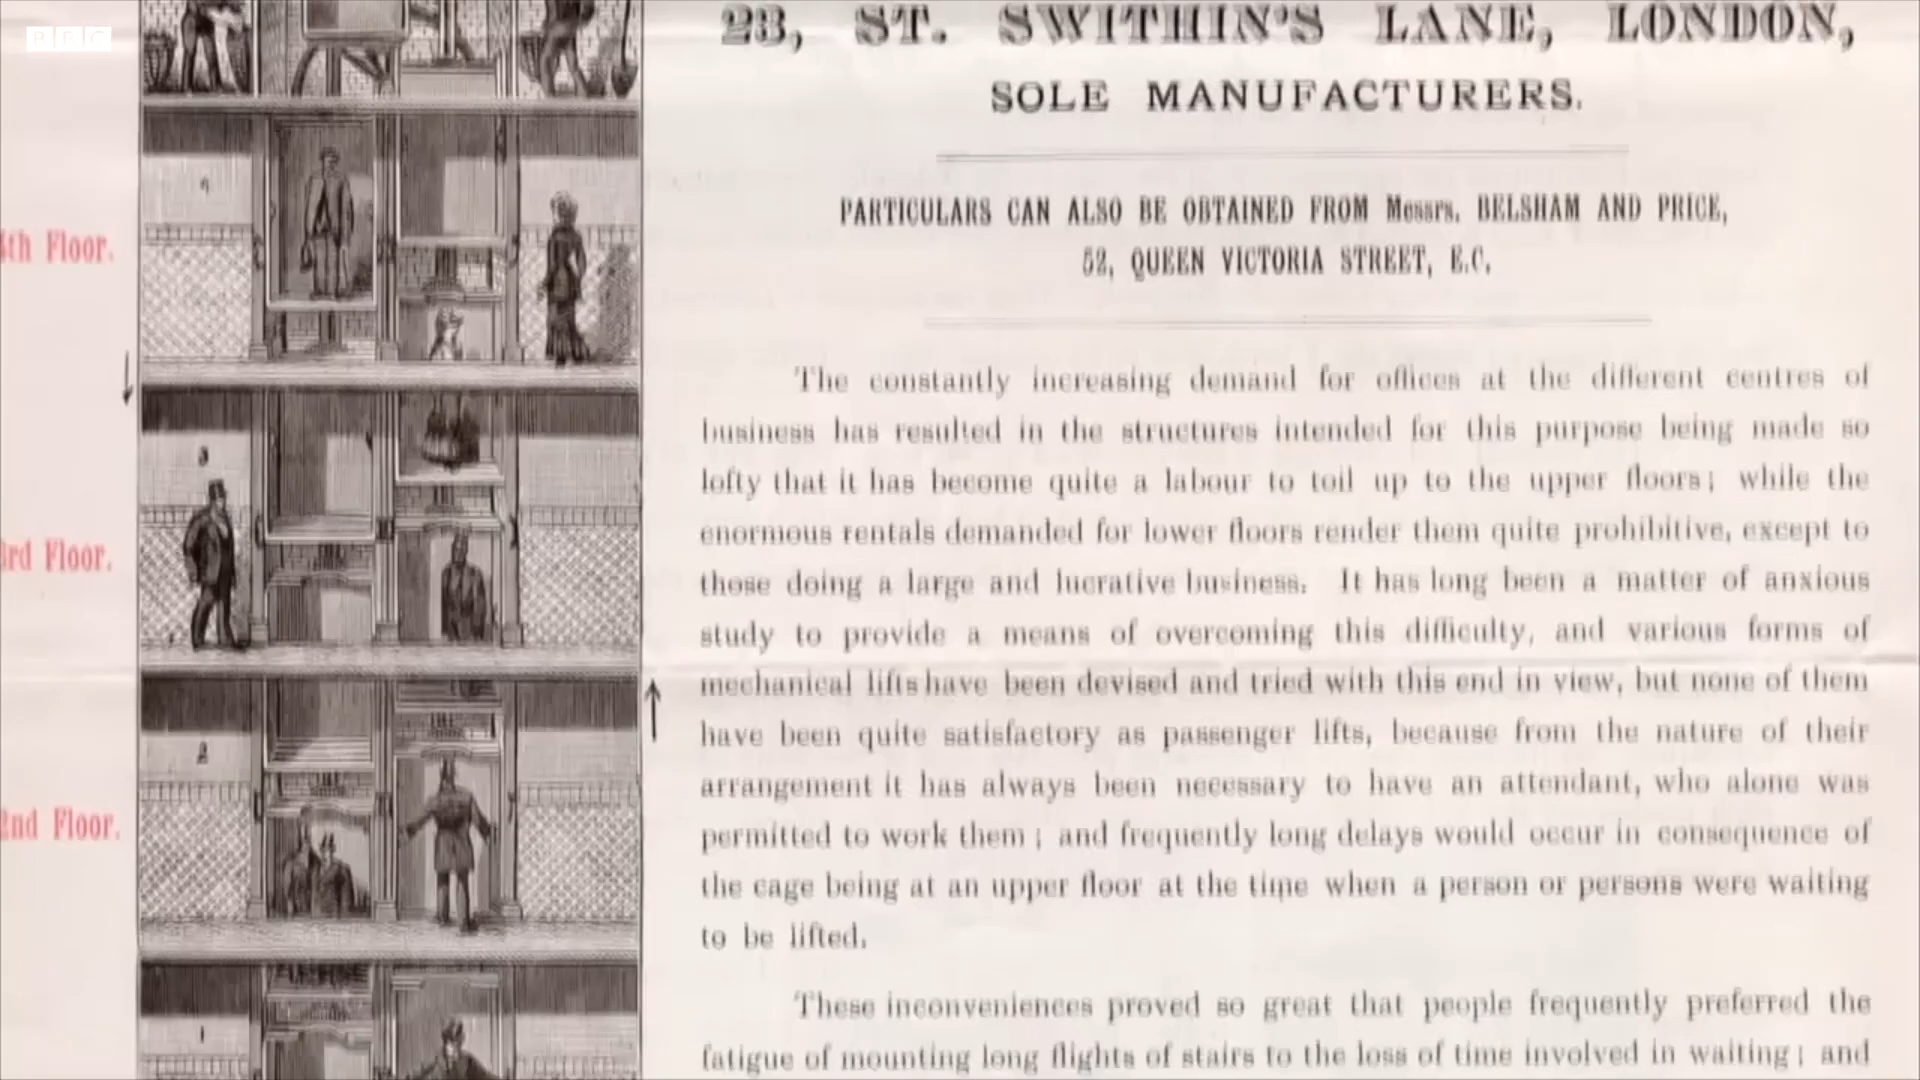 BBC
23, ST. SWITHIN'S LANE, LONDON,
SOLE MANUFACTURERS.
PARTICULARS CAN ALSO BE OBTAINED FROM Messrs. BELSHAM AND PRICE,
52, QUEEN VICTORIA STREET, E.C.
4th Floor.
3rd Floor.
2nd Floor.
3
2
1
The constantly increasing demand for offices at the different centres of
business has resulted in the structures intended for this purpose being made so
lofty that it has become quite a labour to toil up to the upper floors; while the
enormous rentals demanded for lower floors render them quite prohibitive, except to
those doing a large and lucrative business. It has long been a matter of anxious
study to provide a means of overcoming this difficulty, and various forms of
mechanical lifts have been devised and tried with this end in view, but none of them
have been quite satisfactory as passenger lifts, because from the nature of their
arrangement it has always been necessary to have an attendant, who alone was
permitted to work them; and frequently long delays would occur in consequence of
the cage being at an upper floor at the time when a person or persons were waiting
to be lifted.
These inconveniences proved so great that people frequently preferred the
fatigue of mounting long flights of stairs to the loss of time involved in waiting; and